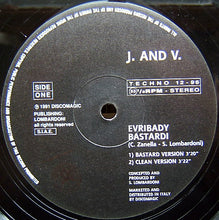 J. AND V.
SIDE
ONE
TECHNO 12-96
RPM - STEREO
℗ 1991 DISCOMAGIC
PUBLISHING:
LOMBARDONI
all rights
reserved
S.I.A.E.
EVRIBADY
BASTARDI
(C. Zanella - S. Lombardoni)
1) BASTARD VERSION 3'20"
2) CLEAN VERSION 3'22"
CONCEPTED AND
PRODUCED BY
S. LOMBARDONI
MARKETED AND
DISTRIBUTED IN ITALY
BY DISCOMAGIC